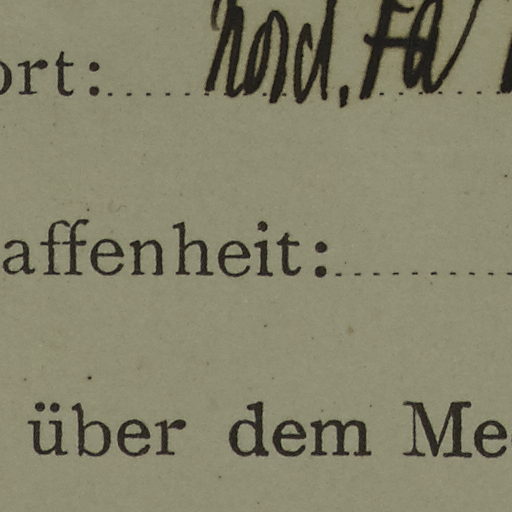 ort: Nord. Fa
affenheit:
über dem Me